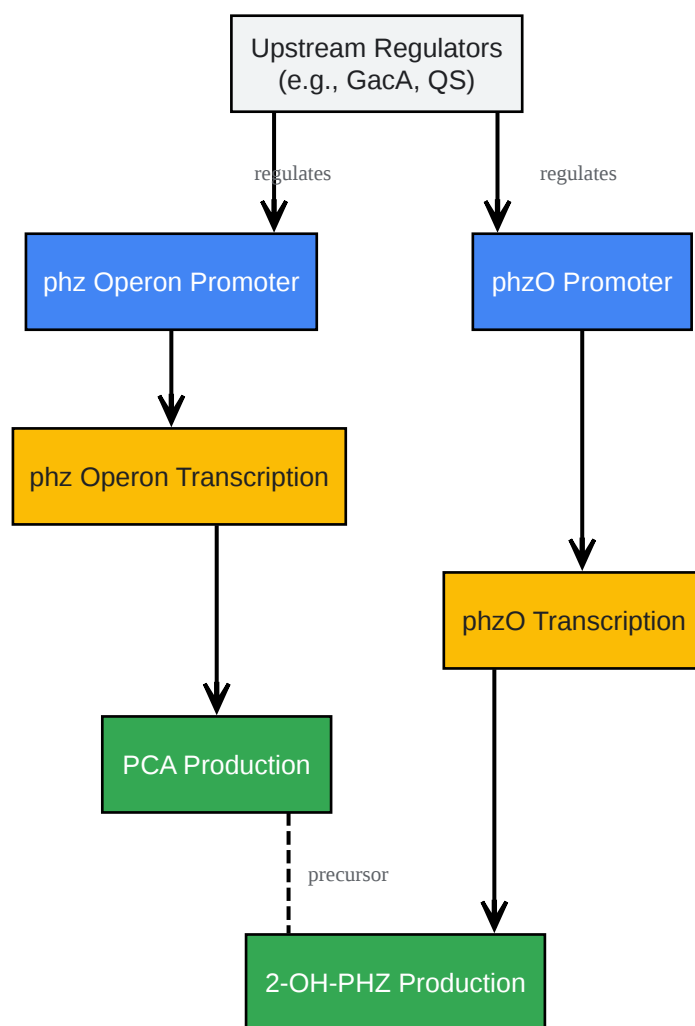 Upstream Regulators
(e.g., GacA, QS)
regulates
regulates
phz Operon Promoter
phzO Promoter
phz Operon Transcription
phzO Transcription
PCA Production
precursor
2-OH-PHZ Production